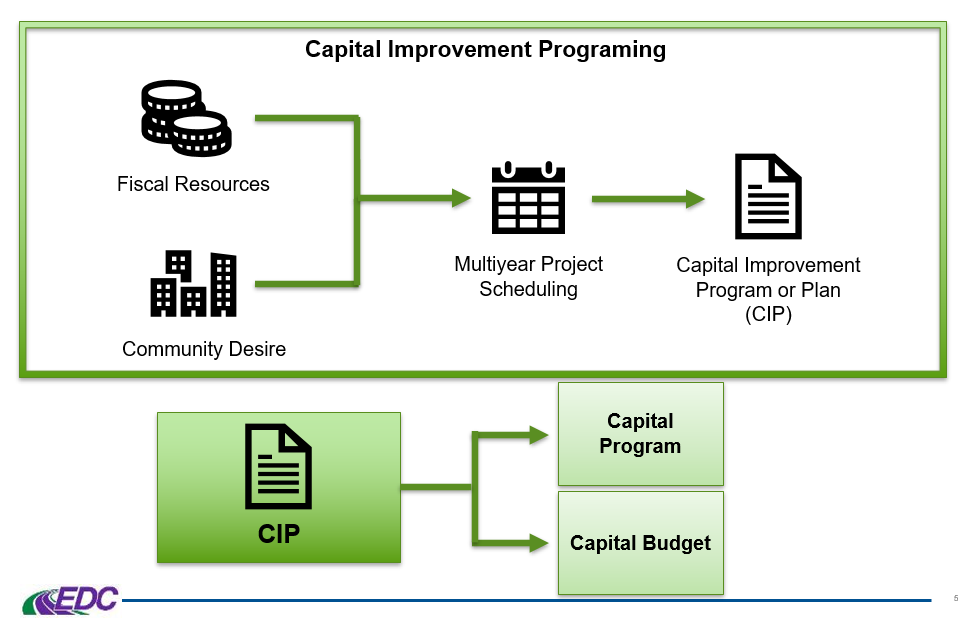 Capital Improvement Programing
Fiscal Resources
Community Desire
Multiyear Project
Scheduling
Capital Improvement
Program or Plan
(CIP)
CIP
Capital
Program
Capital Budget
EDC
5